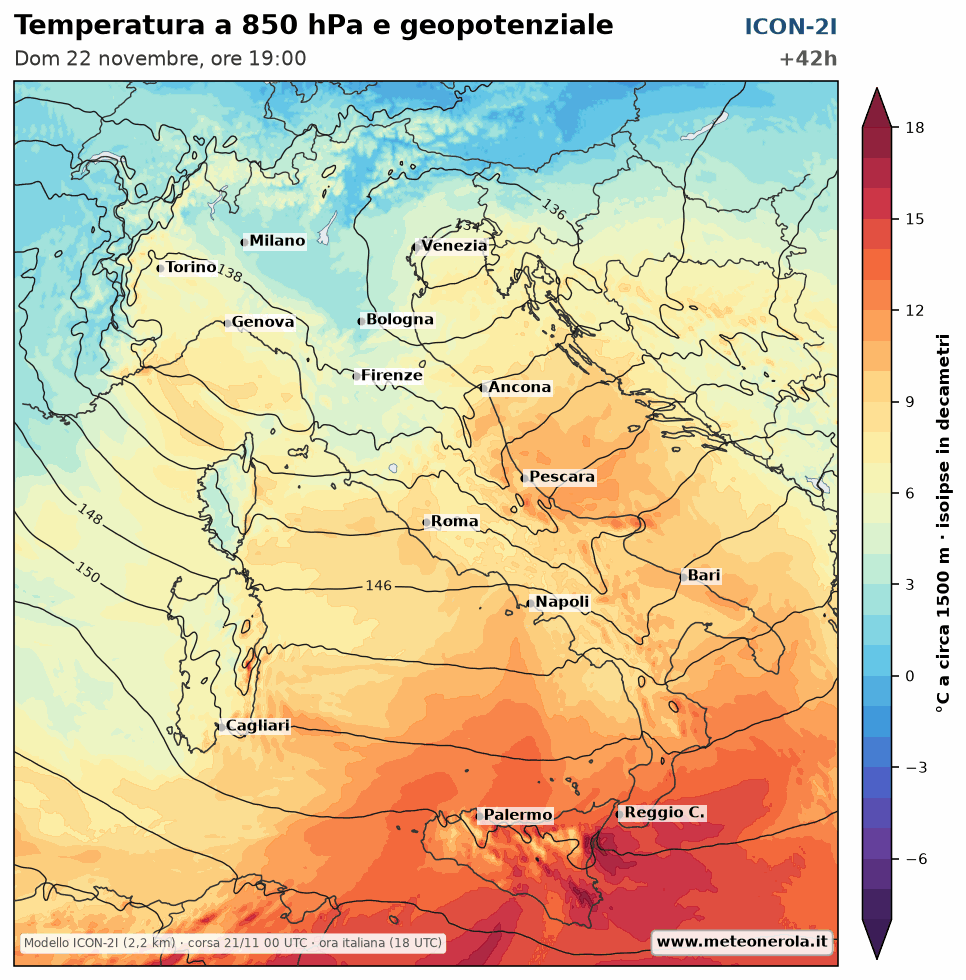 Temperatura a 850 hPa e geopotenziale
ICON-2I
Dom 22 novembre, ore 19:00
+42h
136
134
Milano
Venezia
Torino
138
Genova
Bologna
Firenze
Ancona
Pescara
148
Roma
150
146
Bari
Napoli
Cagliari
Palermo
Reggio C.
Modello ICON-2I (2,2 km) · corsa 21/11 00 UTC · ora italiana (18 UTC)
www.meteonerola.it
18
15
12
9
6
3
0
−3
−6
°C a circa 1500 m · isoipse in decametri